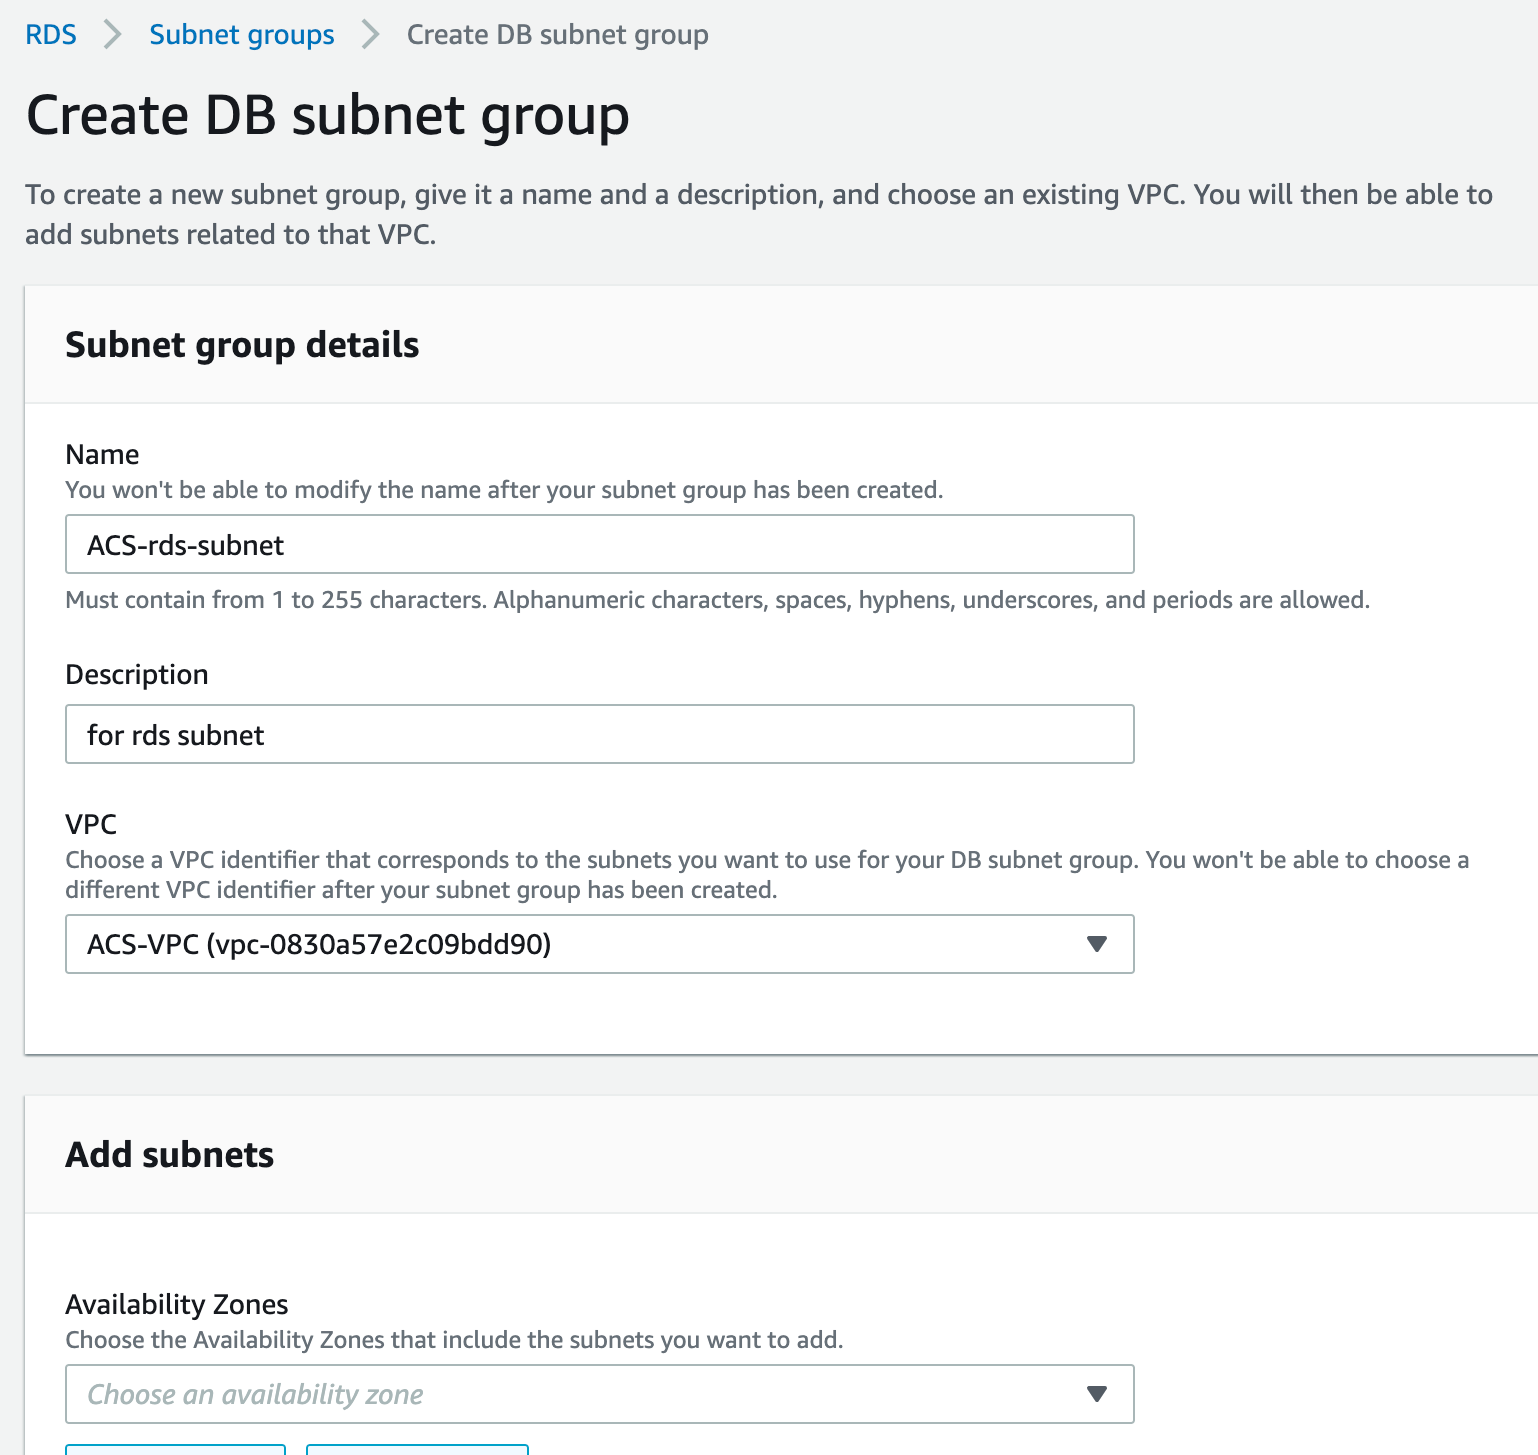 RDS > Subnet groups > Create DB subnet group
Create DB subnet group
To create a new subnet group, give it a name and a description, and choose an existing VPC. You will then be able to
add subnets related to that VPC.
Subnet group details
Name
You won't be able to modify the name after your subnet group has been created.
ACS-rds-subnet
Must contain from 1 to 255 characters. Alphanumeric characters, spaces, hyphens, underscores, and periods are allowed.
Description
for rds subnet
VPC
Choose a VPC identifier that corresponds to the subnets you want to use for your DB subnet group. You won't be able to choose a
different VPC identifier after your subnet group has been created.
ACS-VPC (vpc-0830a57e2c09bdd90)
Add subnets
Availability Zones
Choose the Availability Zones that include the subnets you want to add.
Choose an availability zone